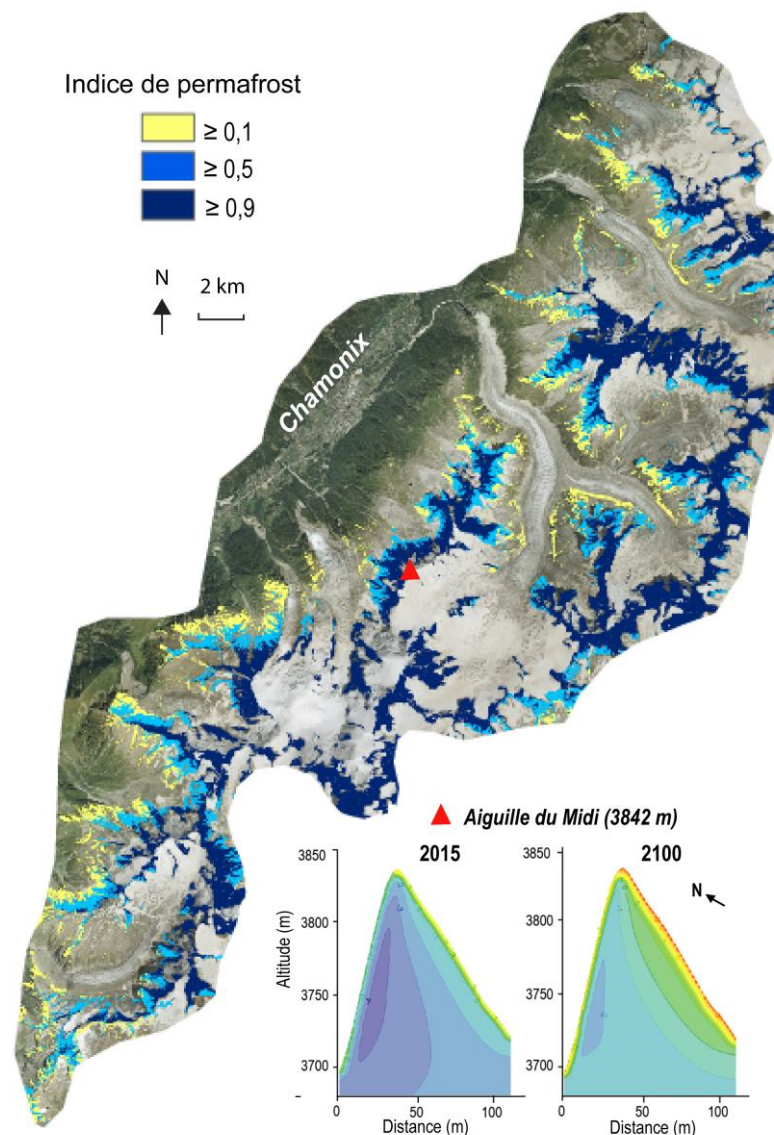 Indice de permafrost
≥ 0,1
≥ 0,5
≥ 0,9
N
2 km
Chamonix
Aiguille du Midi (3842 m)
2015
2100
3850
3800
3750
3700
Altitude (m)
0
50
100
Distance (m)
3850
3800
3750
3700
N
0
50
100
Distance (m)